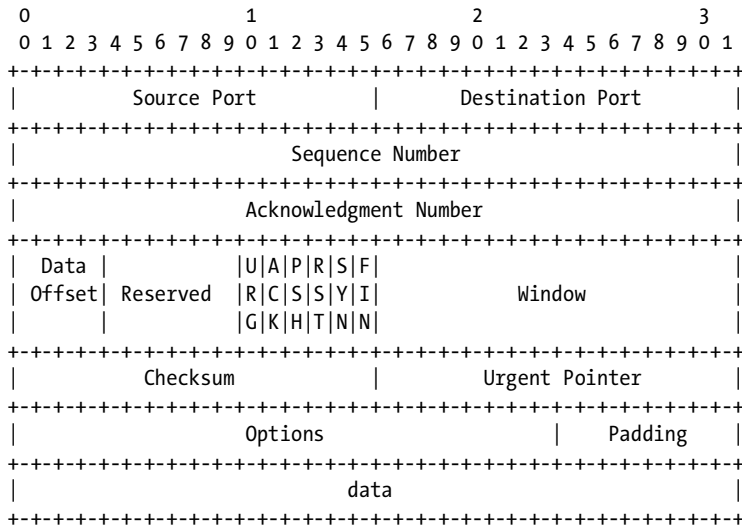 0                   1                   2                   3
 0 1 2 3 4 5 6 7 8 9 0 1 2 3 4 5 6 7 8 9 0 1 2 3 4 5 6 7 8 9 0 1
+-+-+-+-+-+-+-+-+-+-+-+-+-+-+-+-+-+-+-+-+-+-+-+-+-+-+-+-+-+-+-+-+
|          Source Port          |       Destination Port        |
+-+-+-+-+-+-+-+-+-+-+-+-+-+-+-+-+-+-+-+-+-+-+-+-+-+-+-+-+-+-+-+-+
|                        Sequence Number                        |
+-+-+-+-+-+-+-+-+-+-+-+-+-+-+-+-+-+-+-+-+-+-+-+-+-+-+-+-+-+-+-+-+
|                    Acknowledgment Number                      |
+-+-+-+-+-+-+-+-+-+-+-+-+-+-+-+-+-+-+-+-+-+-+-+-+-+-+-+-+-+-+-+-+
|  Data |           |U|A|P|R|S|F|                               |
| Offset| Reserved  |R|C|S|S|Y|I|            Window             |
|       |           |G|K|H|T|N|N|                               |
+-+-+-+-+-+-+-+-+-+-+-+-+-+-+-+-+-+-+-+-+-+-+-+-+-+-+-+-+-+-+-+-+
|           Checksum            |         Urgent Pointer        |
+-+-+-+-+-+-+-+-+-+-+-+-+-+-+-+-+-+-+-+-+-+-+-+-+-+-+-+-+-+-+-+-+
|                    Options                    |    Padding    |
+-+-+-+-+-+-+-+-+-+-+-+-+-+-+-+-+-+-+-+-+-+-+-+-+-+-+-+-+-+-+-+-+
|                             data                              |
+-+-+-+-+-+-+-+-+-+-+-+-+-+-+-+-+-+-+-+-+-+-+-+-+-+-+-+-+-+-+-+-+